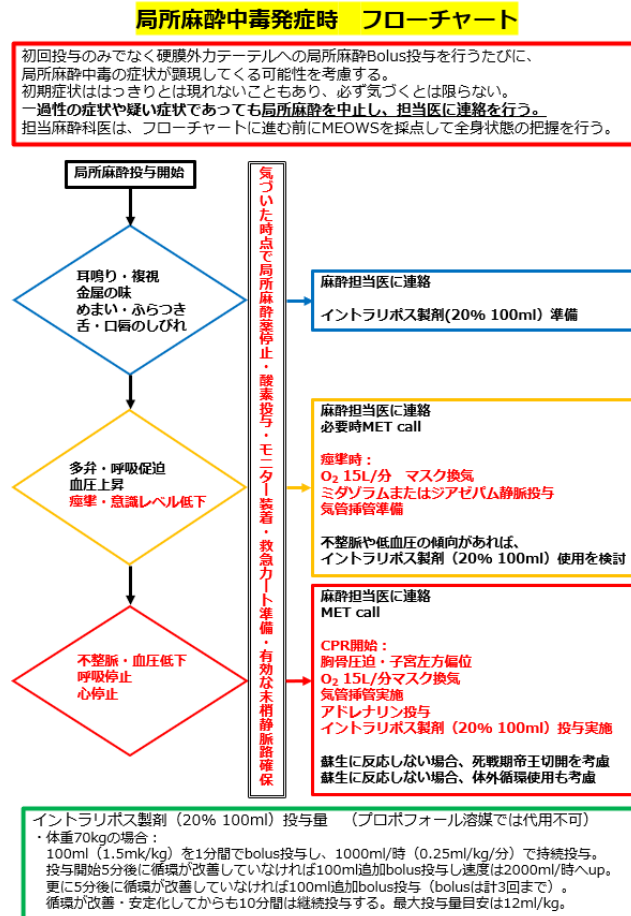 局所麻酔中毒発症時　フローチャート
初回投与のみでなく硬膜外カテーテルへの局所麻酔Bolus投与を行うたびに、
局所麻酔中毒の症状が顕現してくる可能性を考慮する。
初期症状ははっきりとは現れないこともあり、必ず気づくとは限らない。
一過性の症状や疑い症状であっても局所麻酔を中止し、担当医に連絡を行う。
担当麻酔科医は、フローチャートに進む前にMEOWSを採点して全身状態の把握を行う。
局所麻酔投与開始
気づいた時点で局所麻酔薬停止・酸素投与・モニター装着・救急カート準備・有効な末梢静脈路確保
耳鳴り・複視
金属の味
めまい・ふらつき
舌・口唇のしびれ
麻酔担当医に連絡
イントラリポス製剤(20% 100ml）準備
多弁・呼吸促迫
血圧上昇
痙攣・意識レベル低下
麻酔担当医に連絡
必要時MET call
痙攣時：
O₂ 15L/分　マスク換気
ミダゾラムまたはジアゼパム静脈投与
気管挿管準備
不整脈や低血圧の傾向があれば、
イントラリポス製剤（20% 100ml）使用を検討
不整脈・血圧低下
呼吸停止
心停止
麻酔担当医に連絡
MET call
CPR開始：
胸骨圧迫・子宮左方偏位
O₂ 15L/分マスク換気
気管挿管実施
アドレナリン投与
イントラリポス製剤（20% 100ml）投与実施
蘇生に反応しない場合、死戦期帝王切開を考慮
蘇生に反応しない場合、体外循環使用も考慮
イントラリポス製剤（20% 100ml）投与量　（プロポフォール溶媒では代用不可）
・体重70kgの場合：
100ml（1.5mk/kg）を1分間でbolus投与し、1000ml/時（0.25ml/kg/分）で持続投与。
投与開始5分後に循環が改善していなければ100ml追加bolus投与し速度は2000ml/時へup。
更に5分後に循環が改善していなければ100ml追加bolus投与（bolusは計3回まで）。
循環が改善・安定化してからも10分間は継続投与する。最大投与量目安は12ml/kg。